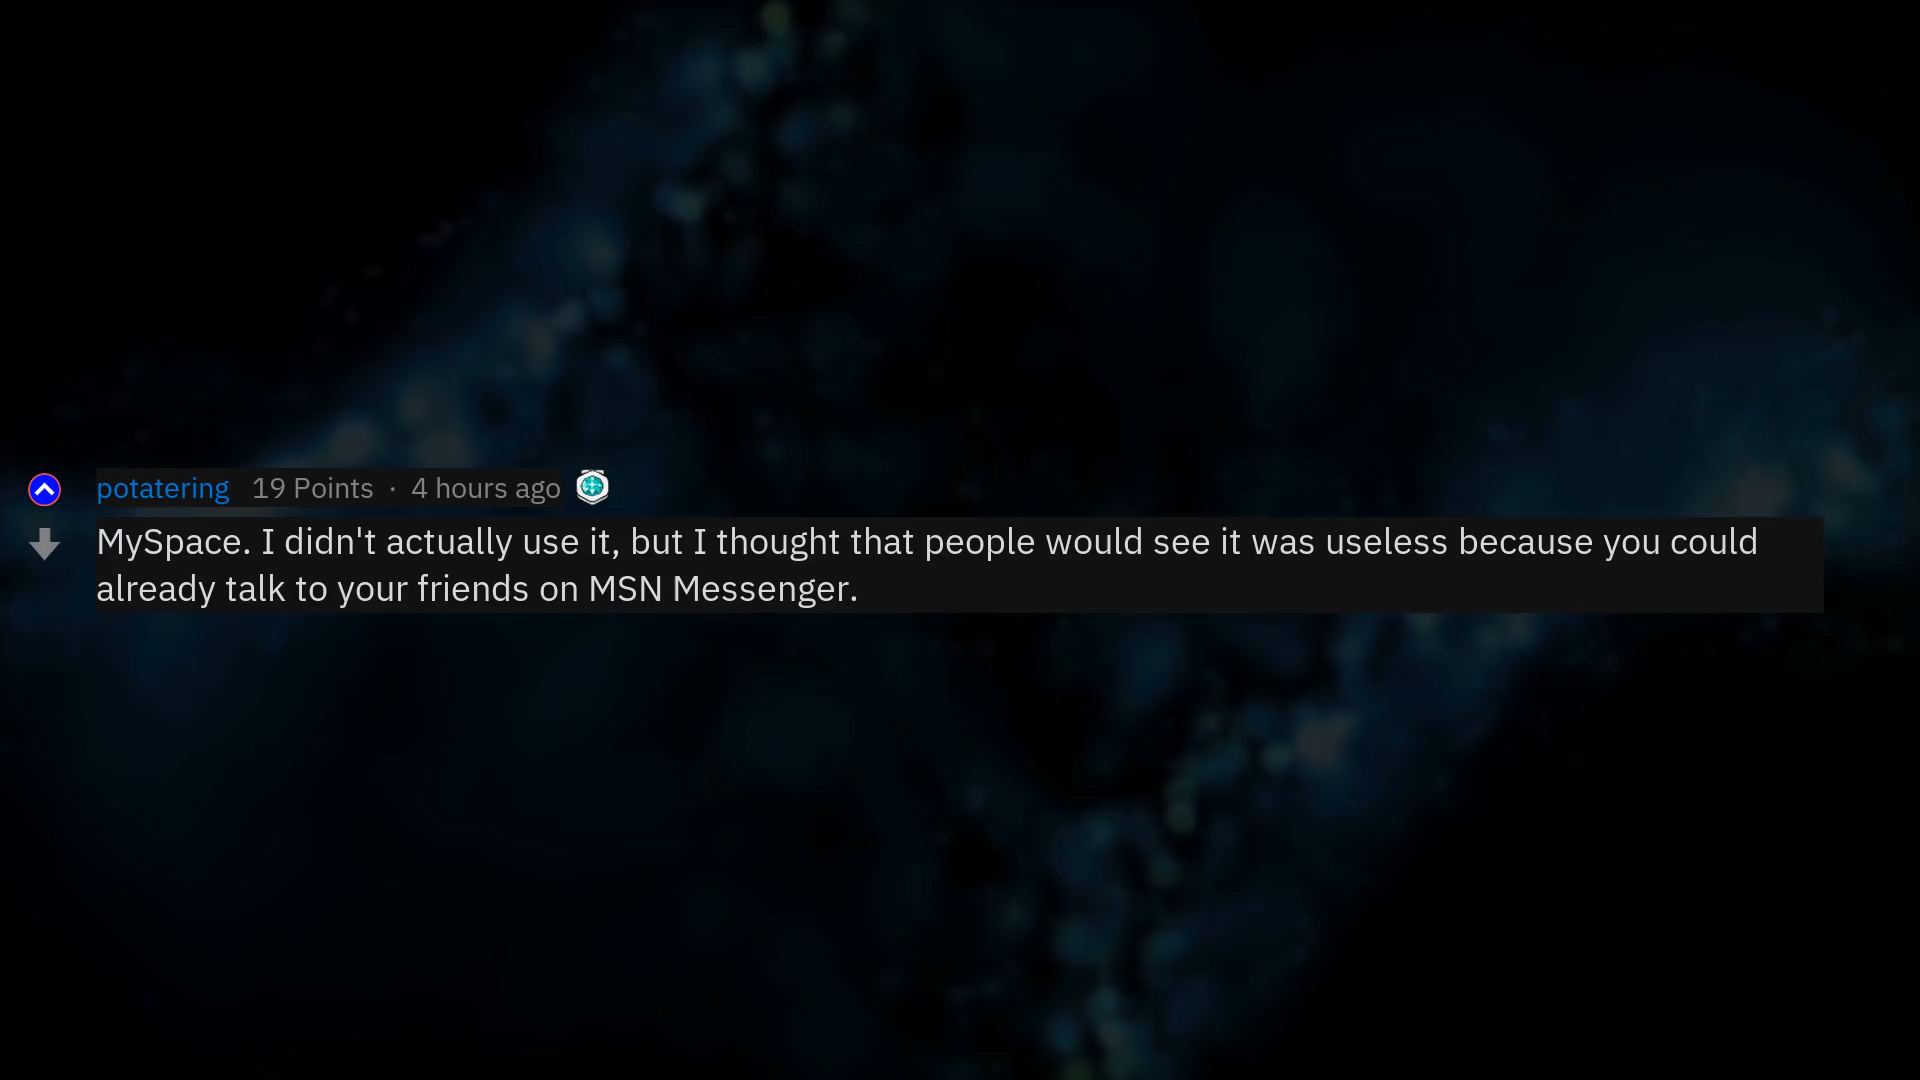 potatering 19 Points · 4 hours ago
MySpace. I didn't actually use it, but I thought that people would see it was useless because you could
already talk to your friends on MSN Messenger.